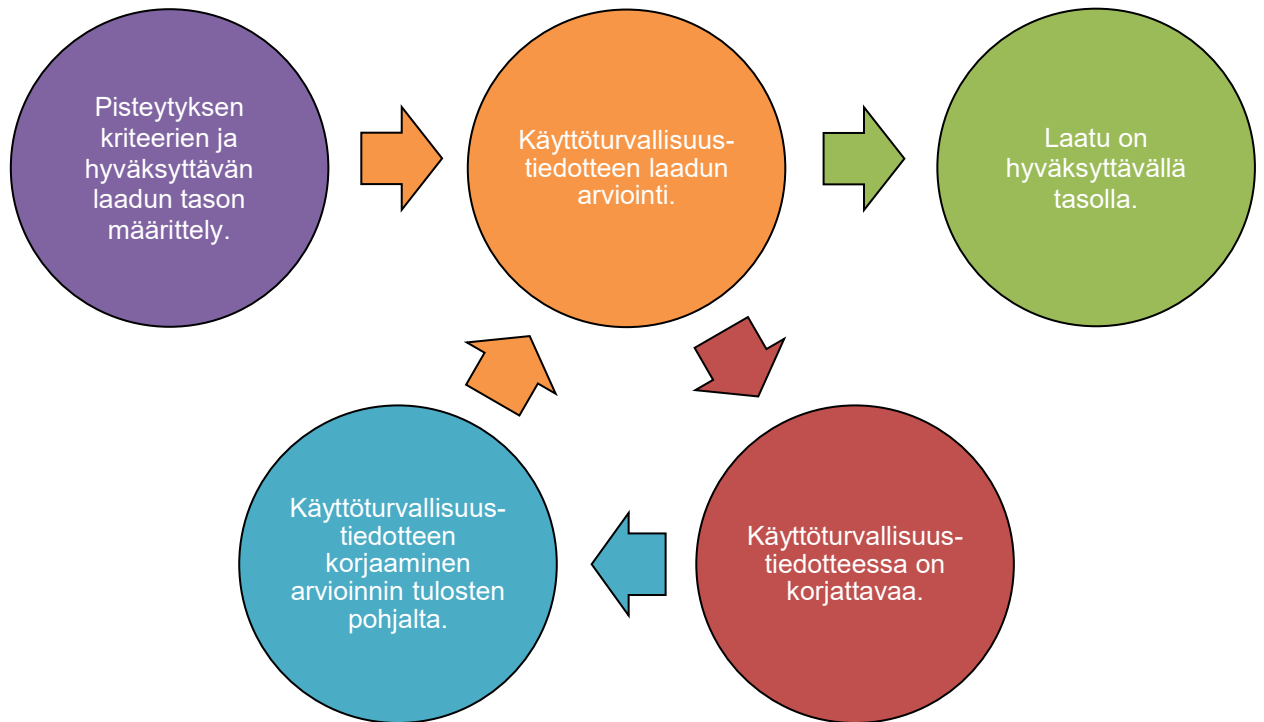 Pisteytyksen
kriteerien ja
hyväksyttävän
laadun tason
määrittely.
Käyttöturvallisuus-
tiedotteen laadun
arviointi.
Laatu on
hyväksyttävällä
tasolla.
Käyttöturvallisuus-
tiedotteen
korjaaminen
arvioinnin tulosten
pohjalta.
Käyttöturvallisuus-
tiedotteessa on
korjattavaa.